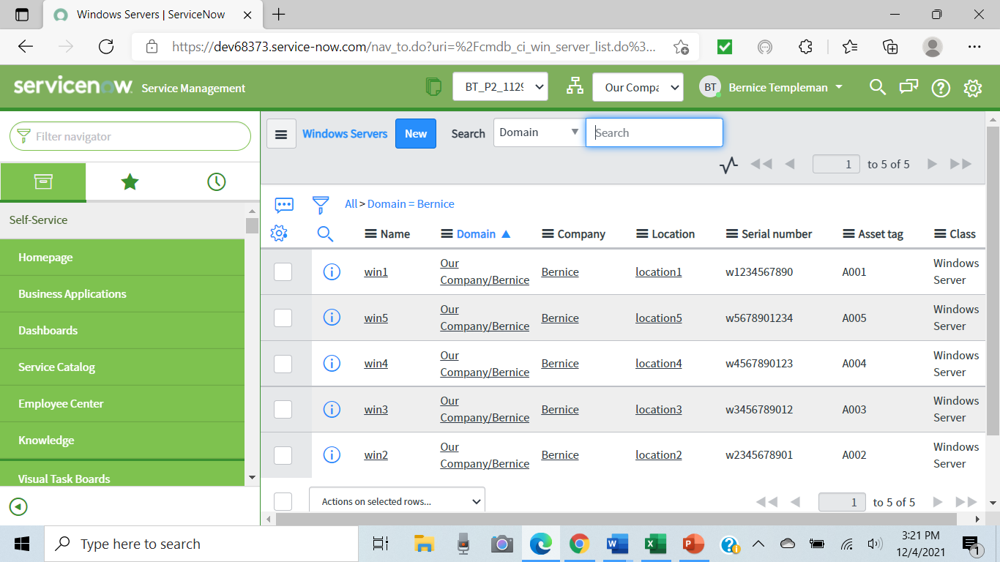 Windows Servers | ServiceNow
https://dev68373.service-now.com/nav_to.do?uri=%2Fcmdb_ci_win_server_list.do%3...
servicenow Service Management BT_P2_1129 Our Compa BT Bernice Templeman
Filter navigator
Windows Servers New Search Domain Search
1 to 5 of 5
Self-Service
Homepage
Business Applications
Dashboards
Service Catalog
Employee Center
Knowledge
Visual Task Boards
All > Domain = Bernice
Name Domain Company Location Serial number Asset tag Class
win1 Our Company/Bernice Bernice location1 w1234567890 A001 Windows Server
win5 Our Company/Bernice Bernice location5 w5678901234 A005 Windows Server
win4 Our Company/Bernice Bernice location4 w4567890123 A004 Windows Server
win3 Our Company/Bernice Bernice location3 w3456789012 A003 Windows Server
win2 Our Company/Bernice Bernice location2 w2345678901 A002 Windows Server
Actions on selected rows... 1 to 5 of 5
Type here to search
3:21 PM
12/4/2021
1